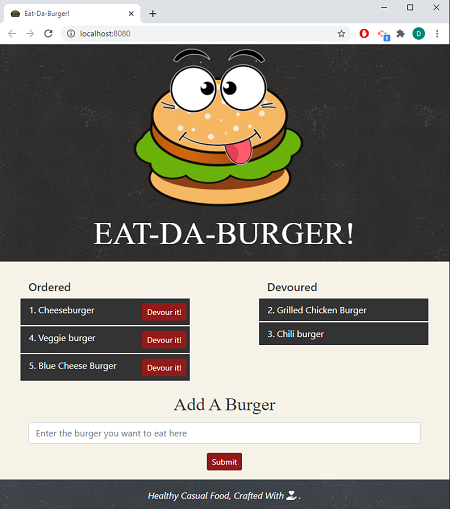 Eat-Da-Burger!
localhost:8080
D
EAT-DA-BURGER!
Ordered
1. Cheeseburger
Devour it!
4. Veggie burger
Devour it!
5. Blue Cheese Burger
Devour it!
Devoured
2. Grilled Chicken Burger
3. Chili burger
Add A Burger
Enter the burger you want to eat here
Submit
Healthy Casual Food, Crafted With .